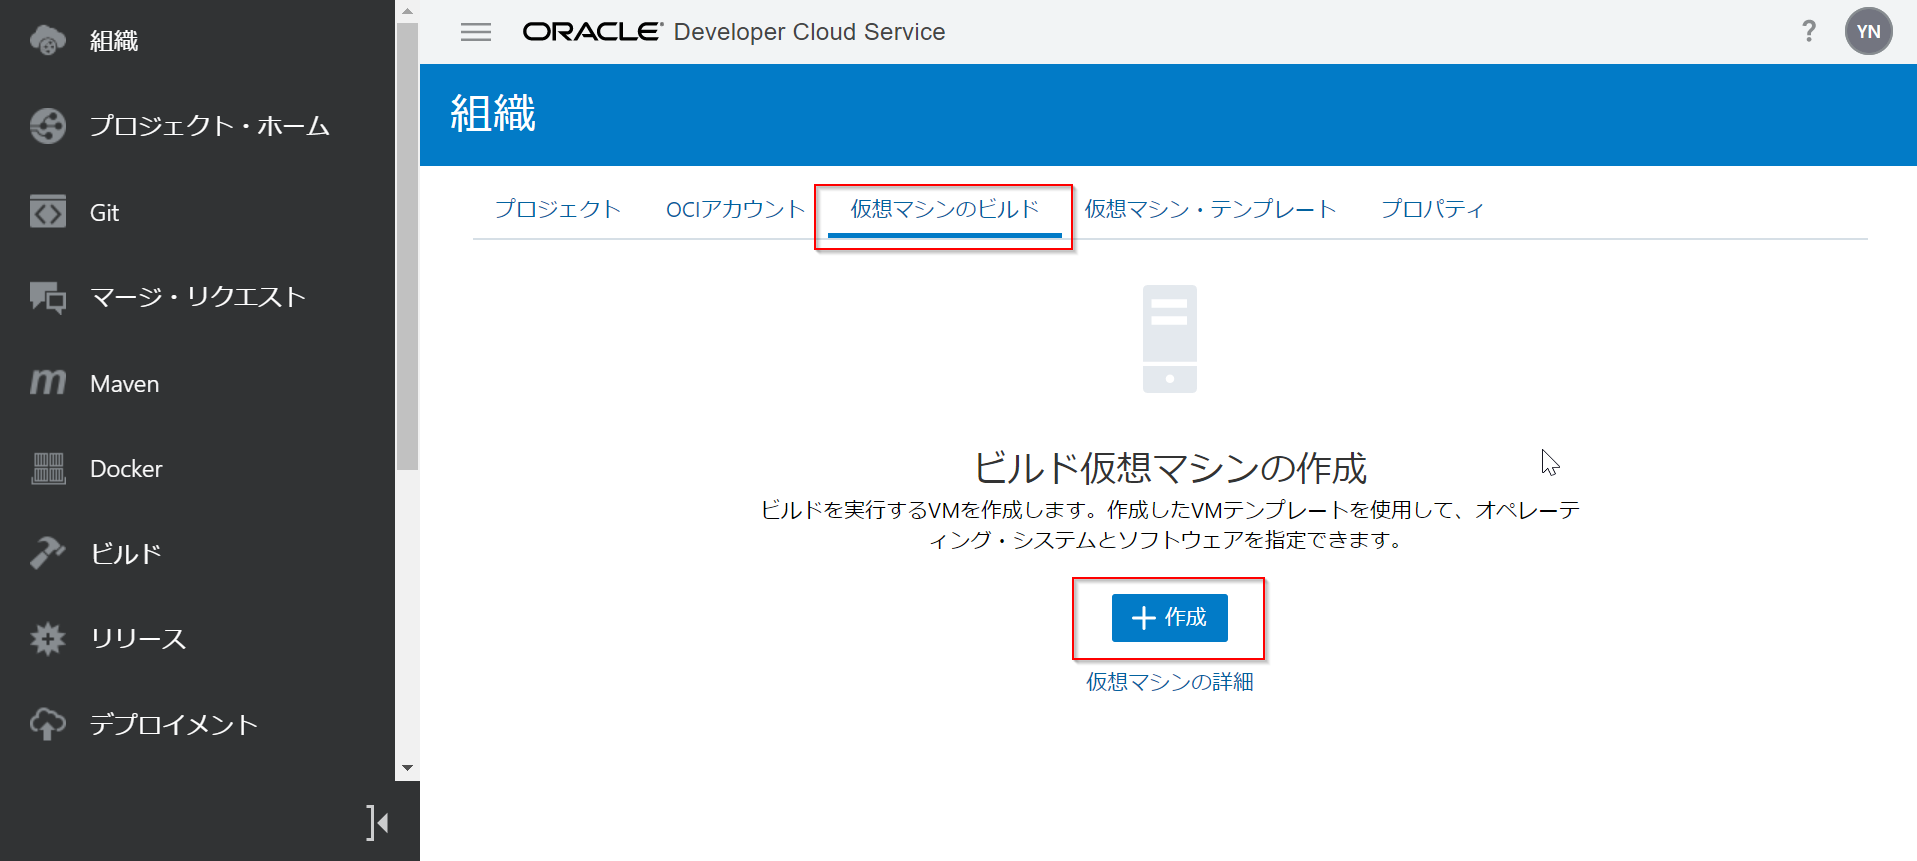 組織
プロジェクト・ホーム
Git
マージ・リクエスト
Maven
Docker
ビルド
リリース
デプロイメント
ORACLE Developer Cloud Service
?
YN
組織
プロジェクト OCIアカウント 仮想マシンのビルド 仮想マシン・テンプレート プロパティ
ビルド仮想マシンの作成
ビルドを実行するVMを作成します。作成したVMテンプレートを使用して、オペレーテ
ィング・システムとソフトウェアを指定できます。
+ 作成
仮想マシンの詳細